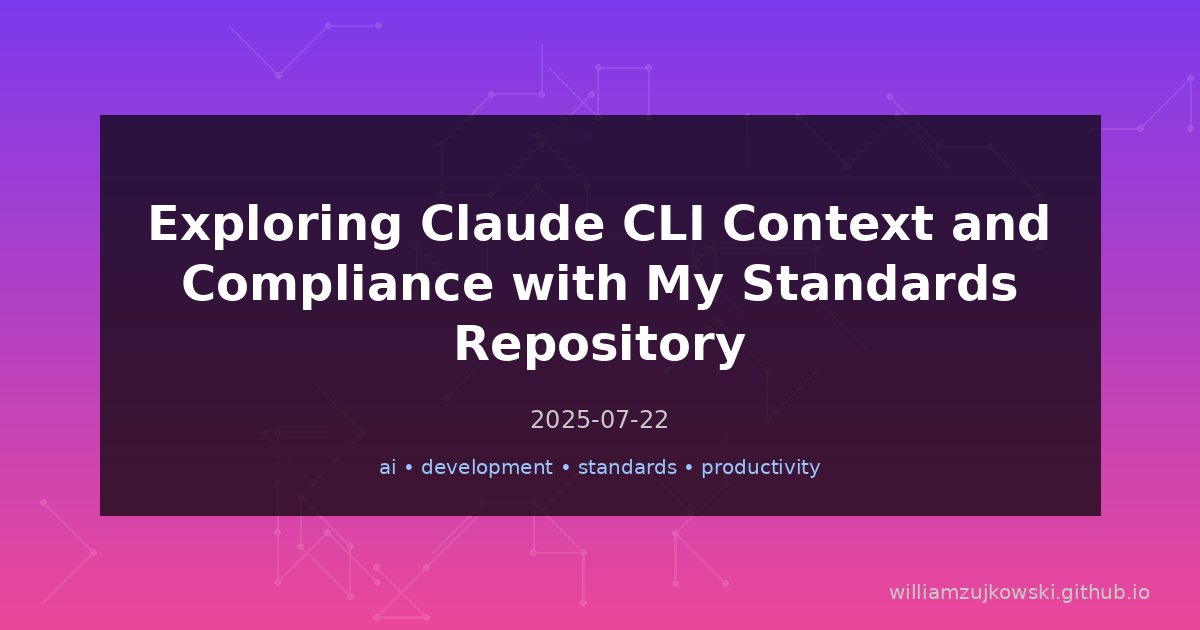 Exploring Claude CLI Context and
Compliance with My Standards
Repository
2025-07-22
ai • development • standards • productivity
williamzujkowski.github.io